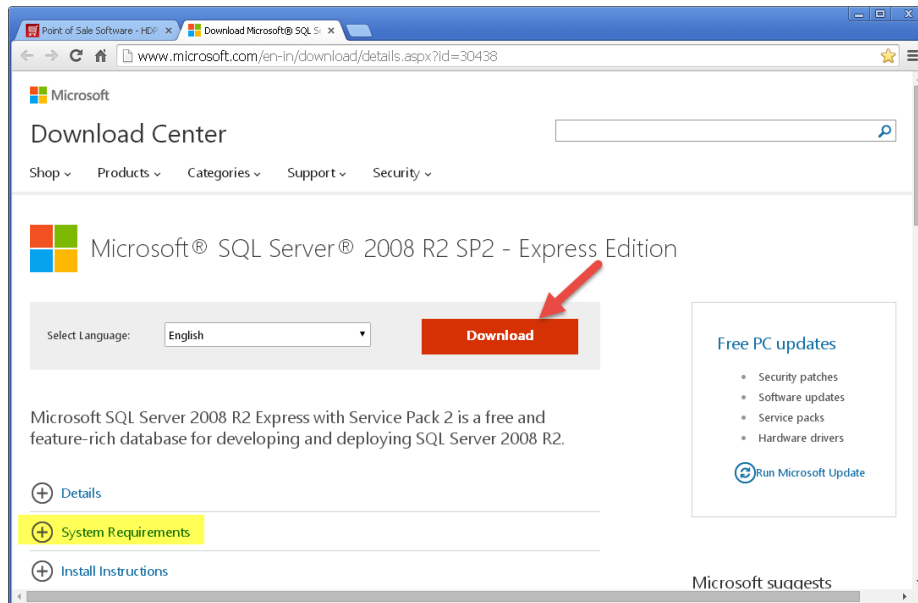 Point of Sale Software - HDP
Download Microsoft® SQL S
www.microsoft.com/en-in/download/details.aspx?id=30438
Microsoft
Download Center
Shop Products Categories Support Security
Microsoft® SQL Server® 2008 R2 SP2 - Express Edition
Select Language: English Download
Microsoft SQL Server 2008 R2 Express with Service Pack 2 is a free and
feature-rich database for developing and deploying SQL Server 2008 R2.
Details
System Requirements
Install Instructions
Free PC updates
Security patches
Software updates
Service packs
Hardware drivers
Run Microsoft Update
Microsoft suggests